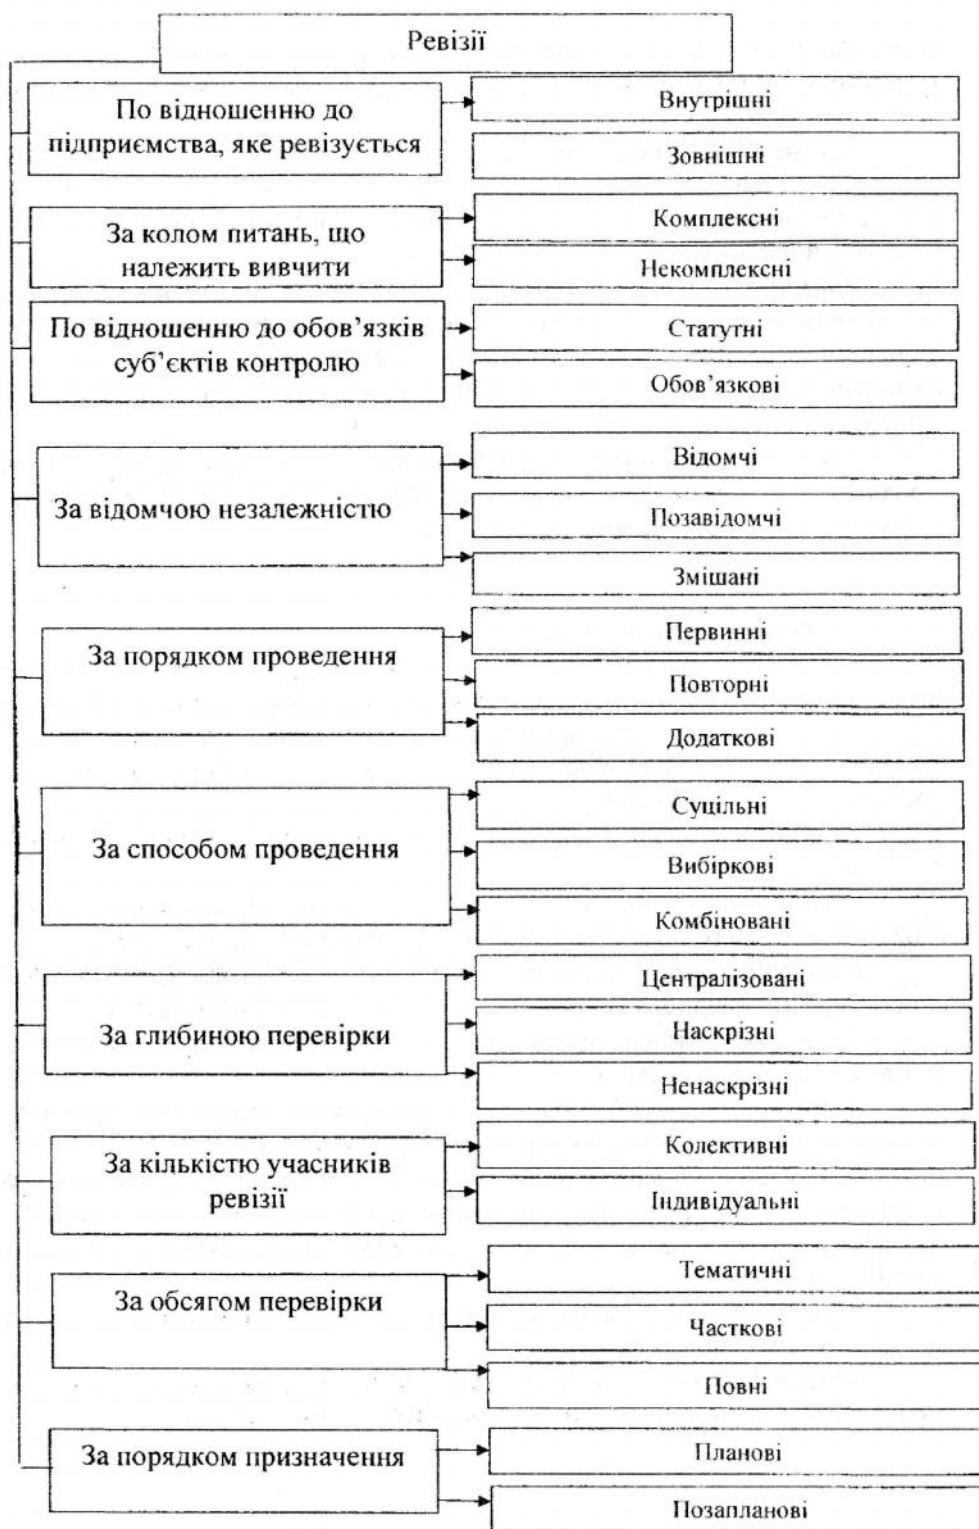 Ревізії
По відношенню до
підприємства, яке ревізується
Внутрішні
Зовнішні
За колом питань, що
належить вивчити
Комплексні
Некомплексні
По відношенню до обов’язків
суб’єктів контролю
Статутні
Обов’язкові
За відомчою незалежністю
Відомчі
Позавідомчі
Змішані
За порядком проведення
Первинні
Повторні
Додаткові
За способом проведення
Суцільні
Вибіркові
Комбіновані
За глибиною перевірки
Централізовані
Наскрізні
Ненаскрізні
За кількістю учасників
ревізії
Колективні
Індивідуальні
За обсягом перевірки
Тематичні
Часткові
Повні
За порядком призначення
Планові
Позапланові